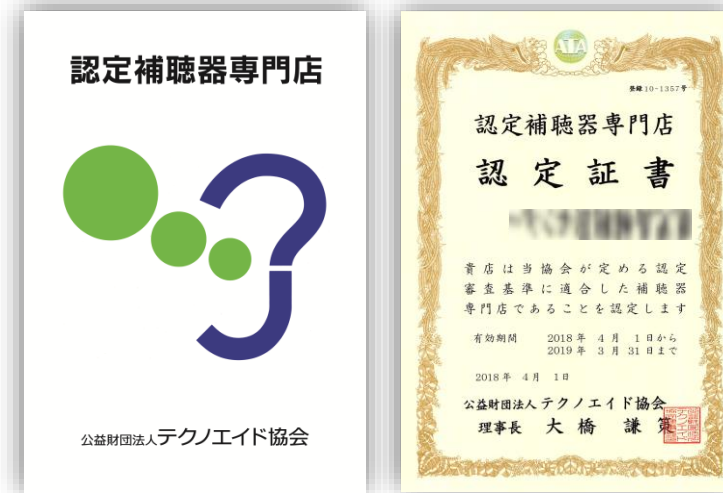 認定補聴器専門店
公益財団法人テクノエイド協会
ATA
登録10-1357号
認定補聴器専門店
認定証書
貴店は当協会が定める認定
審査基準に適合した補聴器
専門店であることを認定します
有効期間 2018年 4月 1日から
2019年 3月 31日まで
2018年 4月 1日
公益財団法人テクノエイド協会
理事長 大橋謙策